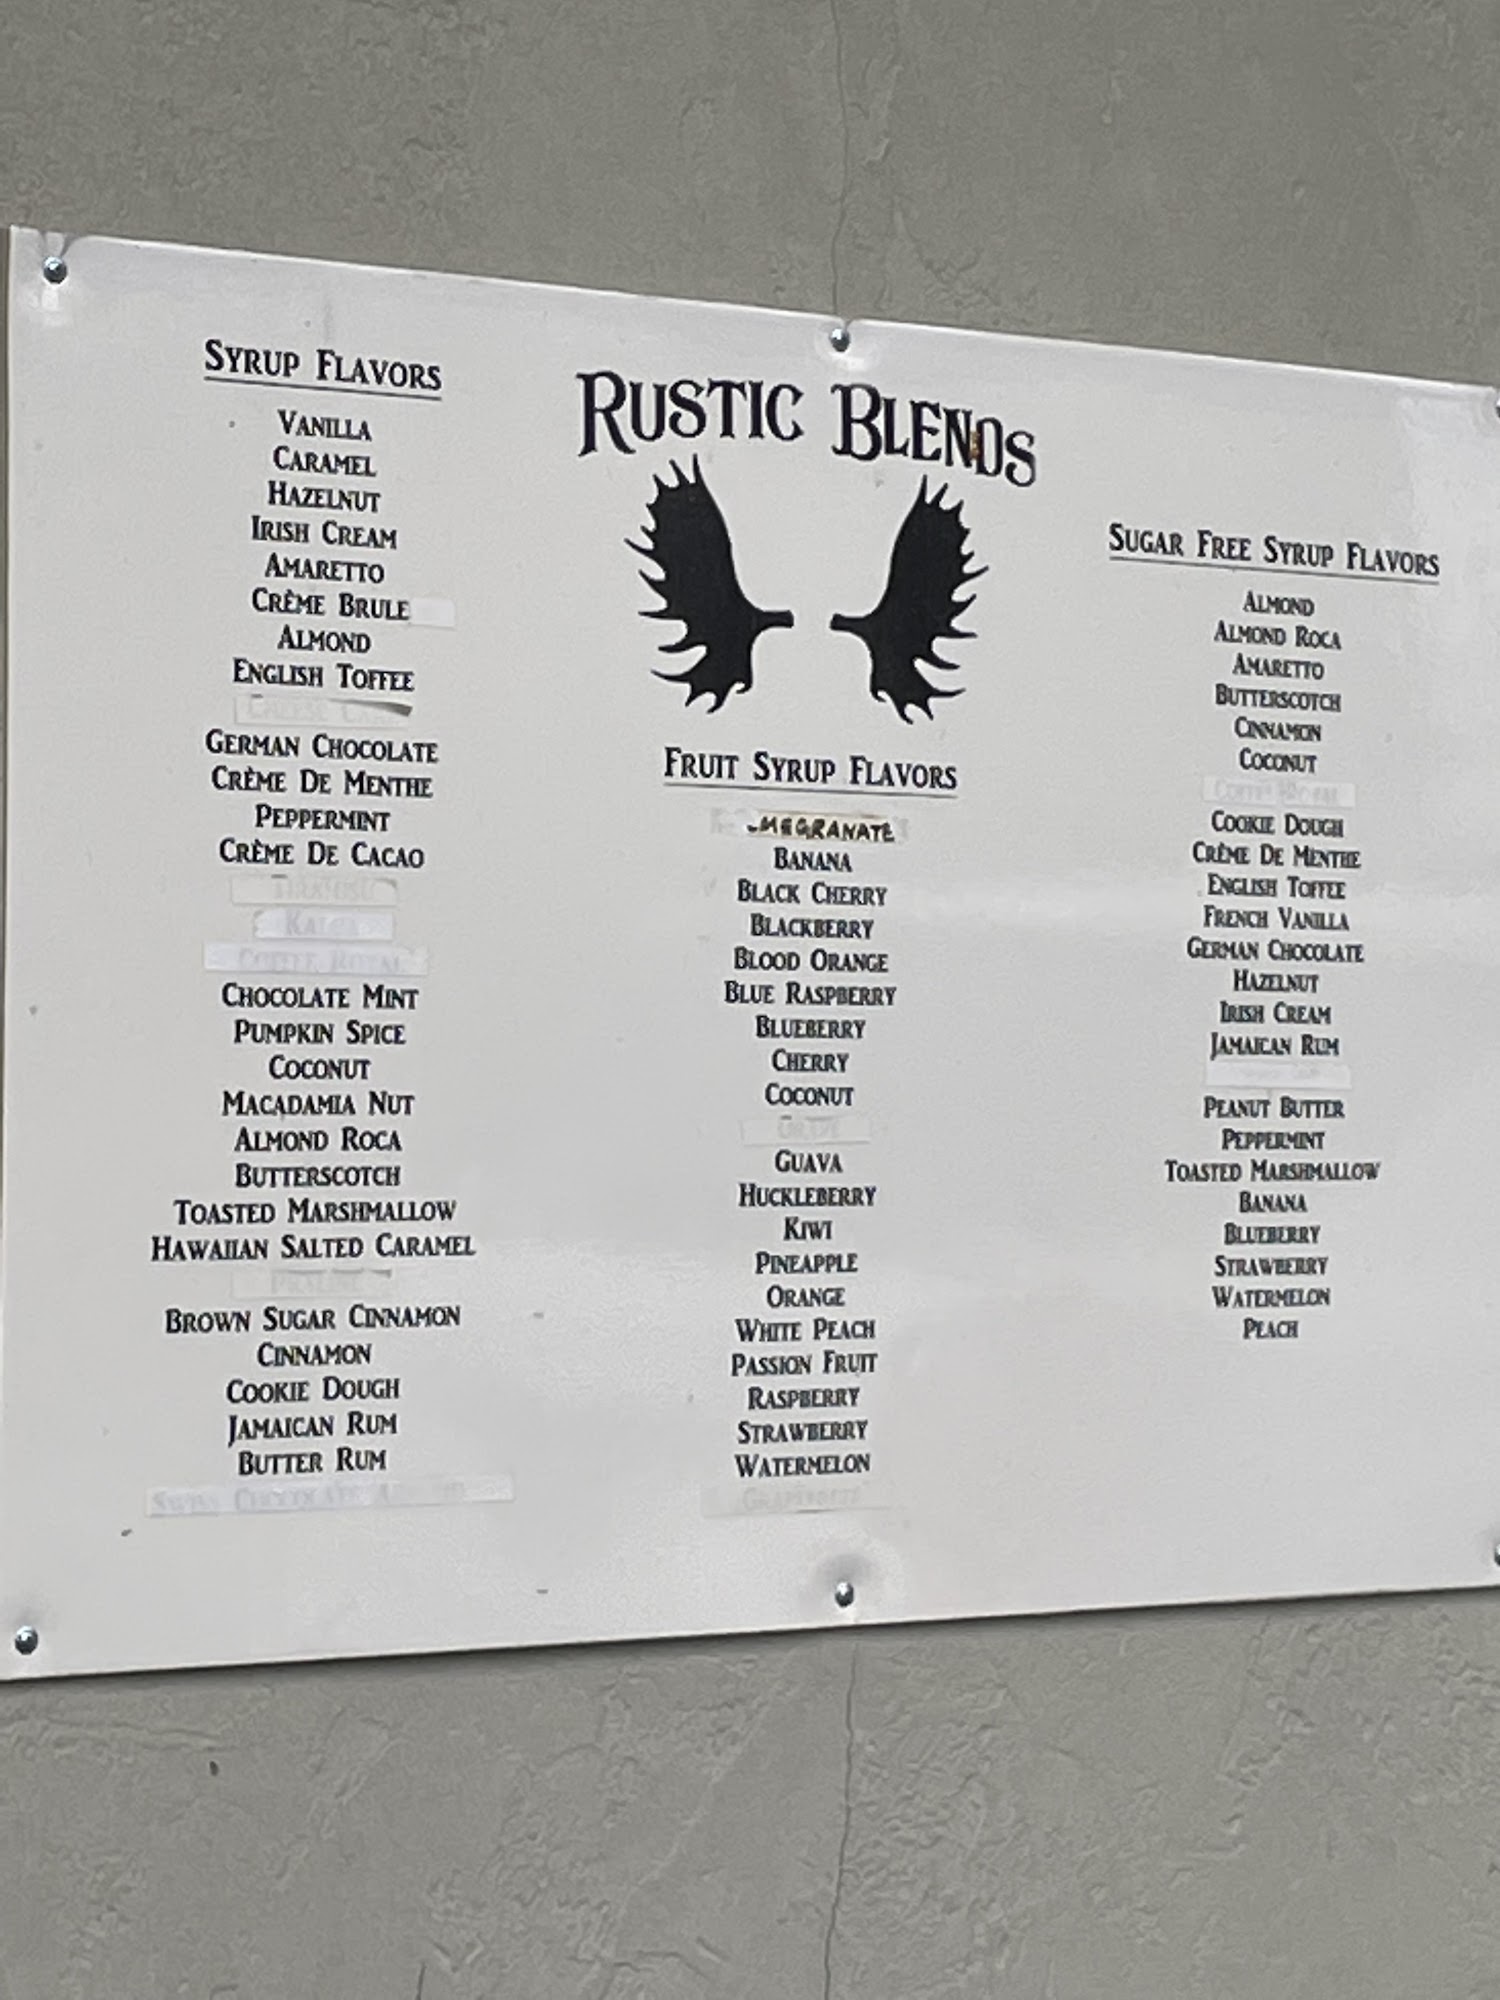 Syrup Flavors
Vanilla
Caramel
Hazelnut
Irish Cream
Amaretto
Crème Brule
Almond
English Toffee
German Chocolate
Crème De Menthe
Peppermint
Crème De Cacao
Coffee Royal
Chocolate Mint
Pumpkin Spice
Coconut
Macadamia Nut
Almond Roca
Butterscotch
Toasted Marshmallow
Hawaiian Salted Caramel
Praline
Brown Sugar Cinnamon
Cinnamon
Cookie Dough
Jamaican Rum
Butter Rum
Rustic Blends
Fruit Syrup Flavors
omegranate
Banana
Black Cherry
Blackberry
Blood Orange
Blue Raspberry
Blueberry
Cherry
Coconut
Guava
Huckleberry
Kiwi
Pineapple
Orange
White Peach
Passion Fruit
Raspberry
Strawberry
Watermelon
Sugar Free Syrup Flavors
Almond
Almond Roca
Amaretto
Butterscotch
Cinnamon
Coconut
Cookie Dough
Crème De Menthe
English Toffee
French Vanilla
German Chocolate
Hazelnut
Irish Cream
Jamaican Rum
Peanut Butter
Peppermint
Toasted Marshmallow
Banana
Blueberry
Strawberry
Watermelon
Peach